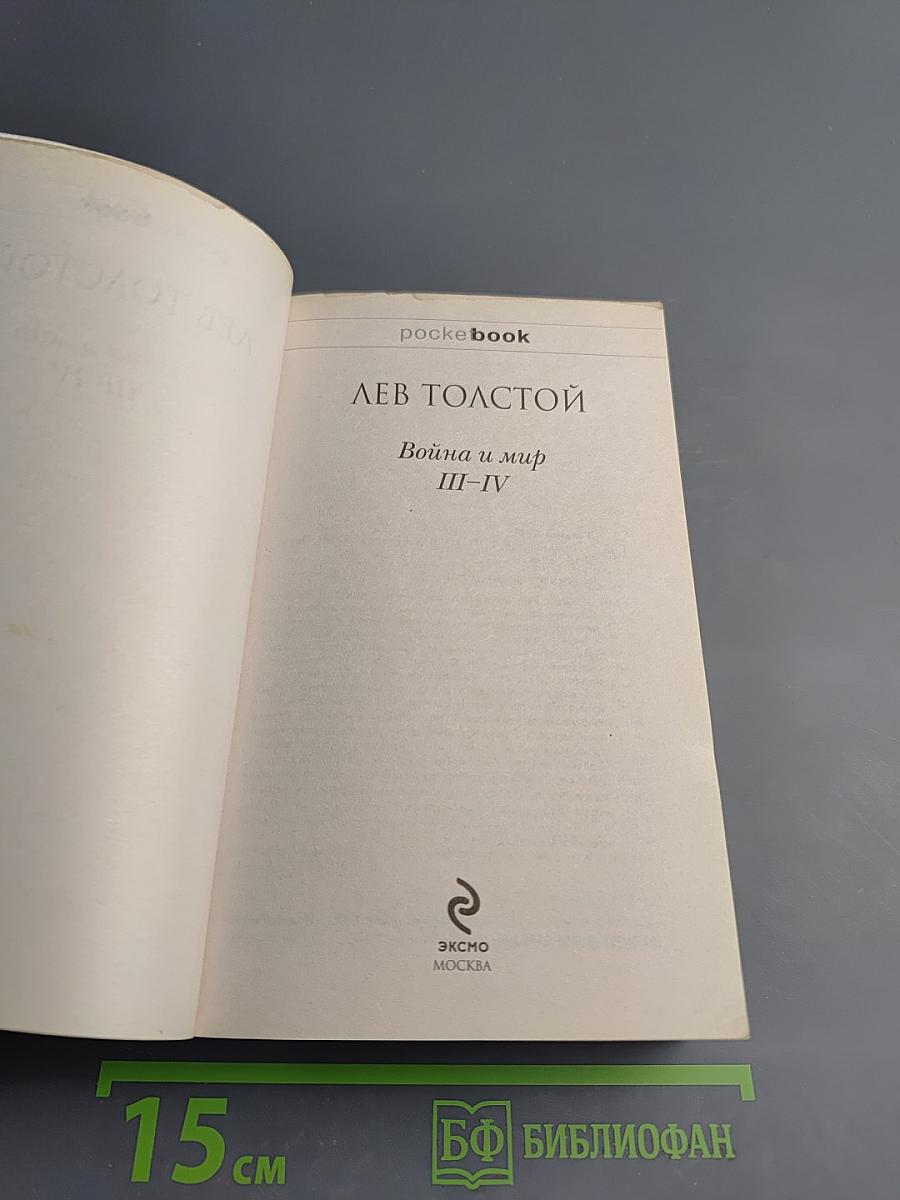 pocketbook
ЛЕВ ТОЛСТОЙ
Война и мир
III–IV
ЭКСМО
МОСКВА
15 см
БФ БИБЛИОФАН